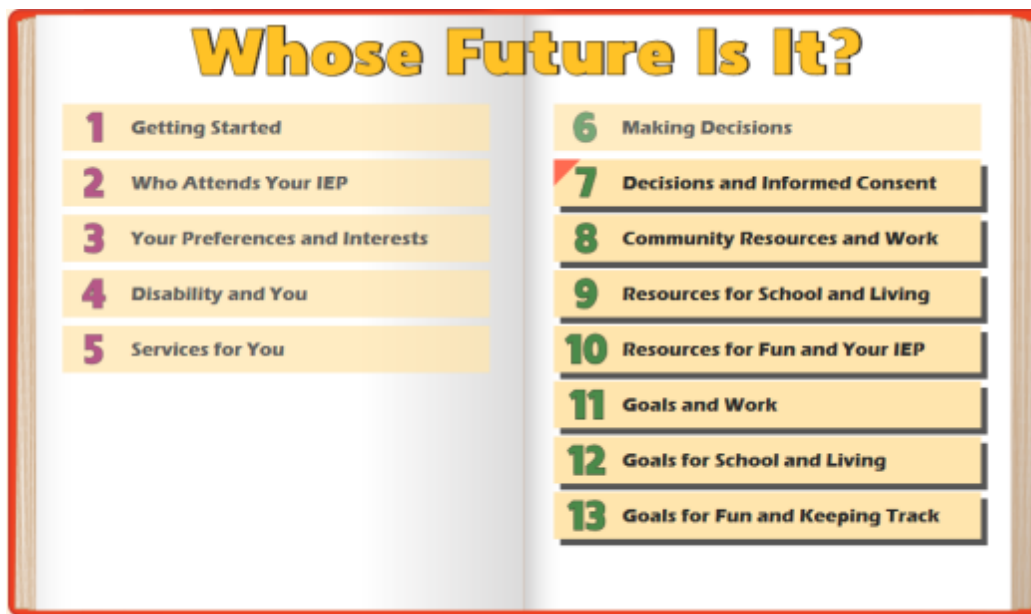 Whose Future Is It?
1 Getting Started
2 Who Attends Your IEP
3 Your Preferences and Interests
4 Disability and You
5 Services for You
6 Making Decisions
7 Decisions and Informed Consent
8 Community Resources and Work
9 Resources for School and Living
10 Resources for Fun and Your IEP
11 Goals and Work
12 Goals for School and Living
13 Goals for Fun and Keeping Track